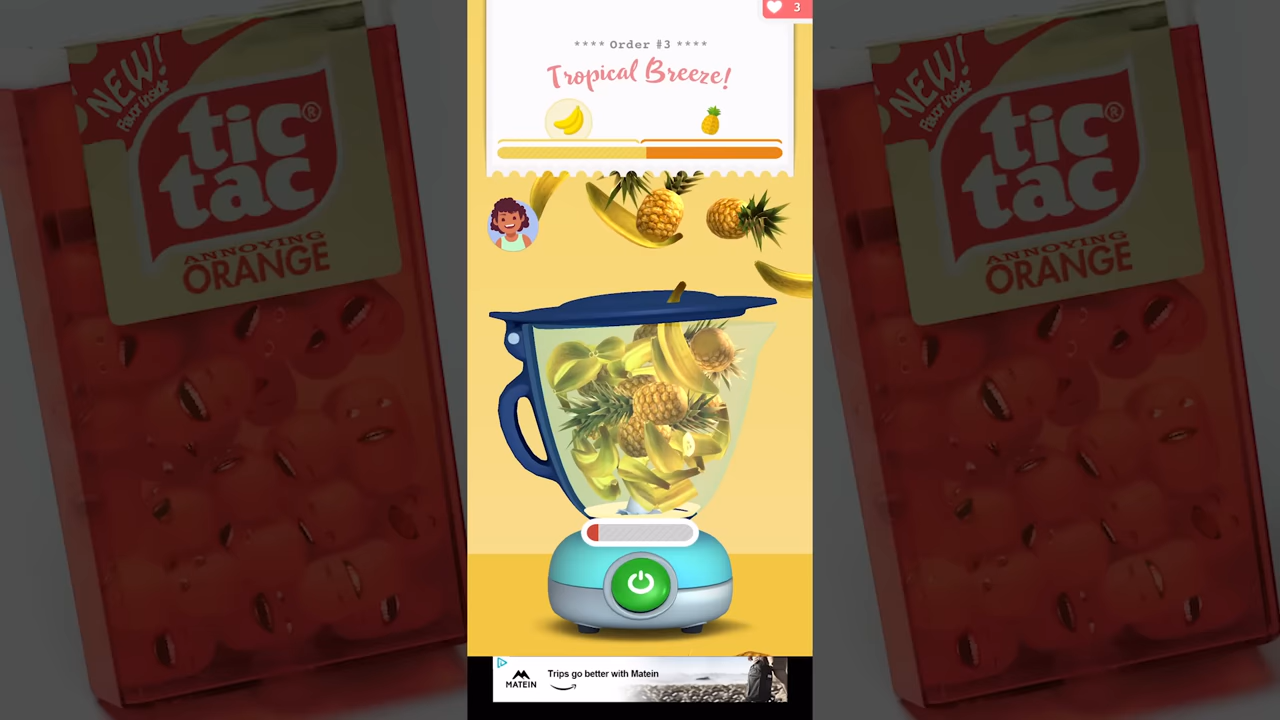 3
**** Order #3 ****
Tropical Breeze!
NEW!
Flavor Inside
tic
tac®
ANNOYING
ORANGE
NEW!
Flavor Inside
tic
tac®
ANNOYING
ORANGE
MATEIN
Trips go better with Matein